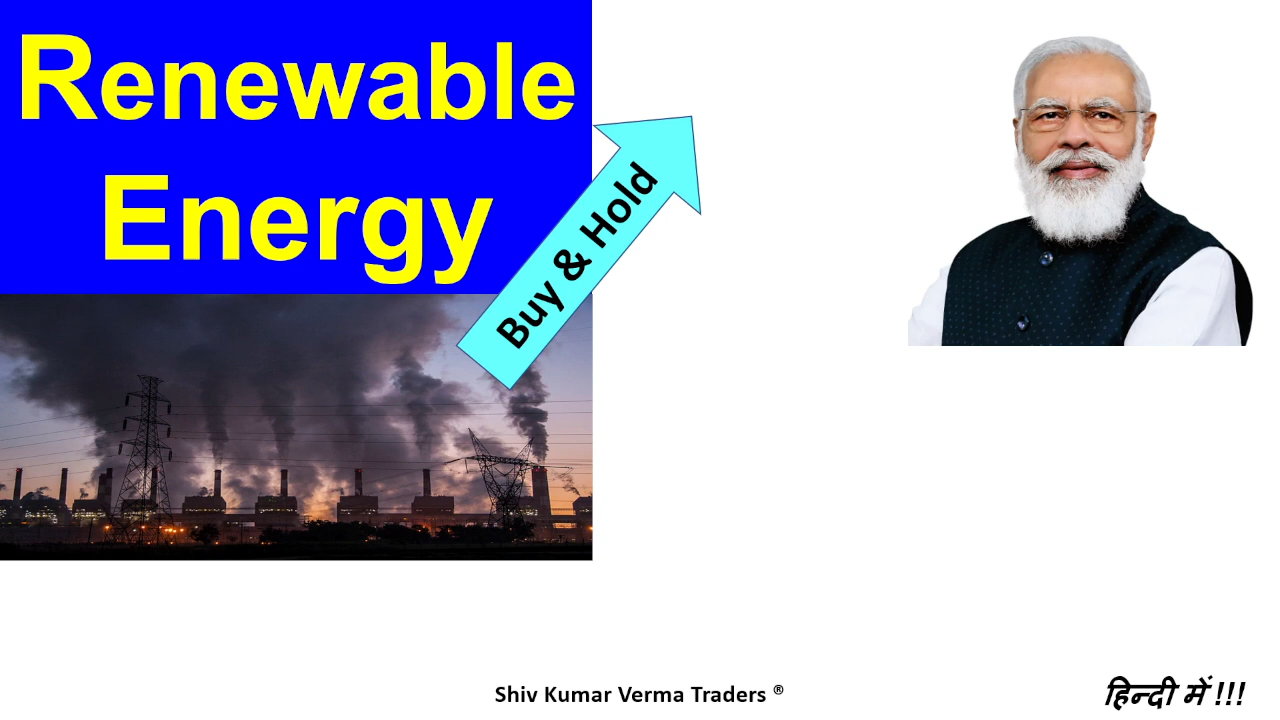 Renewable
Energy
Buy & Hold
Shiv Kumar Verma Traders ®
हिन्दी में !!!